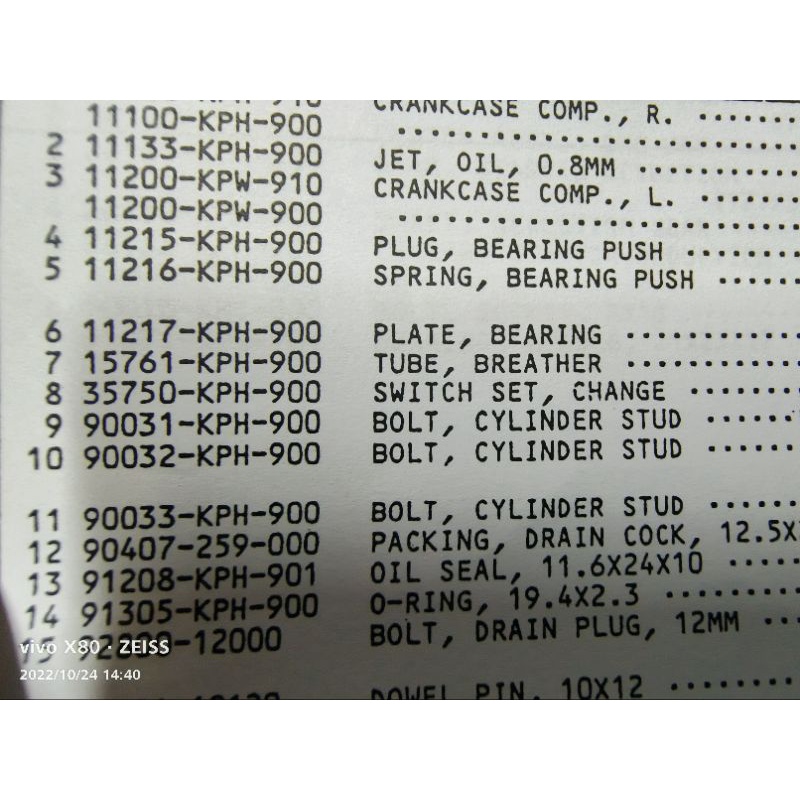 11100-KPH-900 CRANKCASE COMP., R. ........
2 11133-KPH-900 ..............................
3 11200-KPW-910 JET, OIL, 0.8MM ............
11200-KPW-900 CRANKCASE COMP., L. ........
4 11215-KPH-900 ..............................
5 11216-KPH-900 PLUG, BEARING PUSH ........
SPRING, BEARING PUSH ......
6 11217-KPH-900 PLATE, BEARING .............
7 15761-KPH-900 TUBE, BREATHER .............
8 35750-KPH-900 SWITCH SET, CHANGE ........
9 90031-KPH-900 BOLT, CYLINDER STUD .......
10 90032-KPH-900 BOLT, CYLINDER STUD .......
11 90033-KPH-900 BOLT, CYLINDER STUD .......
12 90407-259-000 PACKING, DRAIN COCK, 12.5X
13 91208-KPH-901 OIL SEAL, 11.6X24X10 .....
14 91305-KPH-900 O-RING, 19.4X2.3 ..........
15 12000 BOLT, DRAIN PLUG, 12MM ...
DOWEL PIN, 10X12 ..........
vivo X80 · ZEISS
2022/10/24 14:40